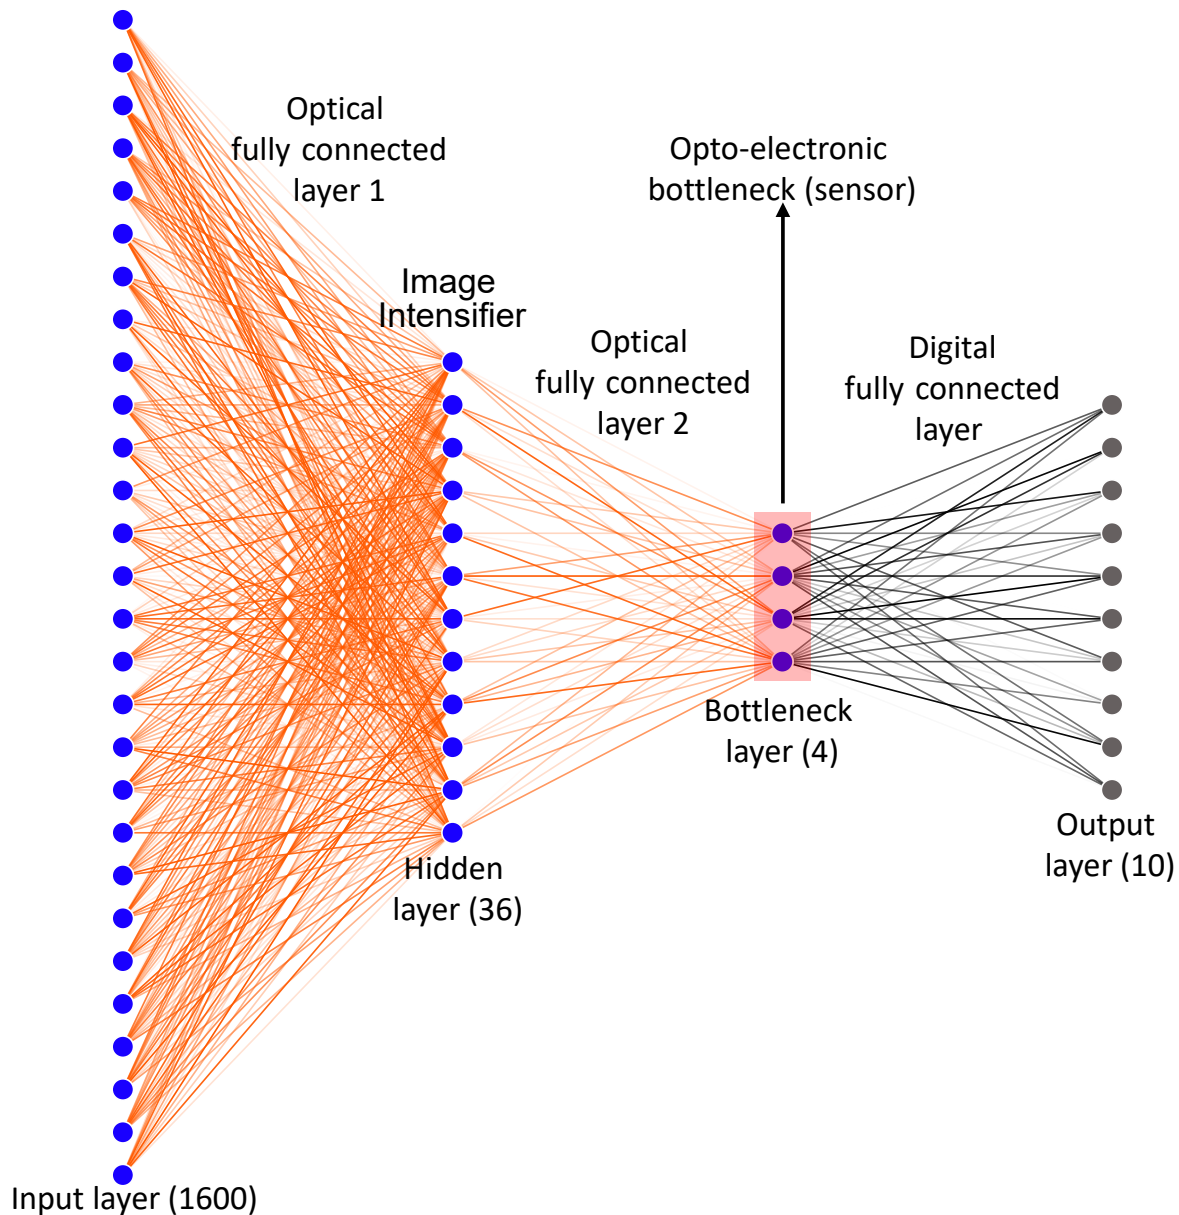 Optical
fully connected
layer 1
Opto-electronic
bottleneck (sensor)
Image
Intensifier
Optical
fully connected
layer 2
Digital
fully connected
layer
Bottleneck
layer (4)
Output
layer (10)
Hidden
layer (36)
Input layer (1600)